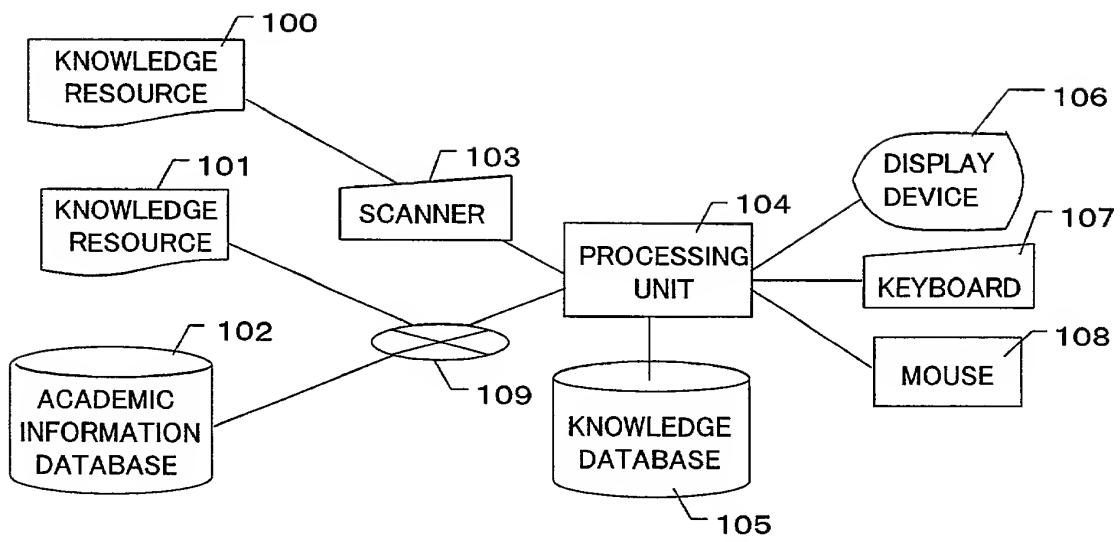 100
KNOWLEDGE
RESOURCE
101
KNOWLEDGE
RESOURCE
102
ACADEMIC
INFORMATION
DATABASE
103
SCANNER
109
104
PROCESSING
UNIT
KNOWLEDGE
DATABASE
105
106
DISPLAY
DEVICE
107
KEYBOARD
108
MOUSE